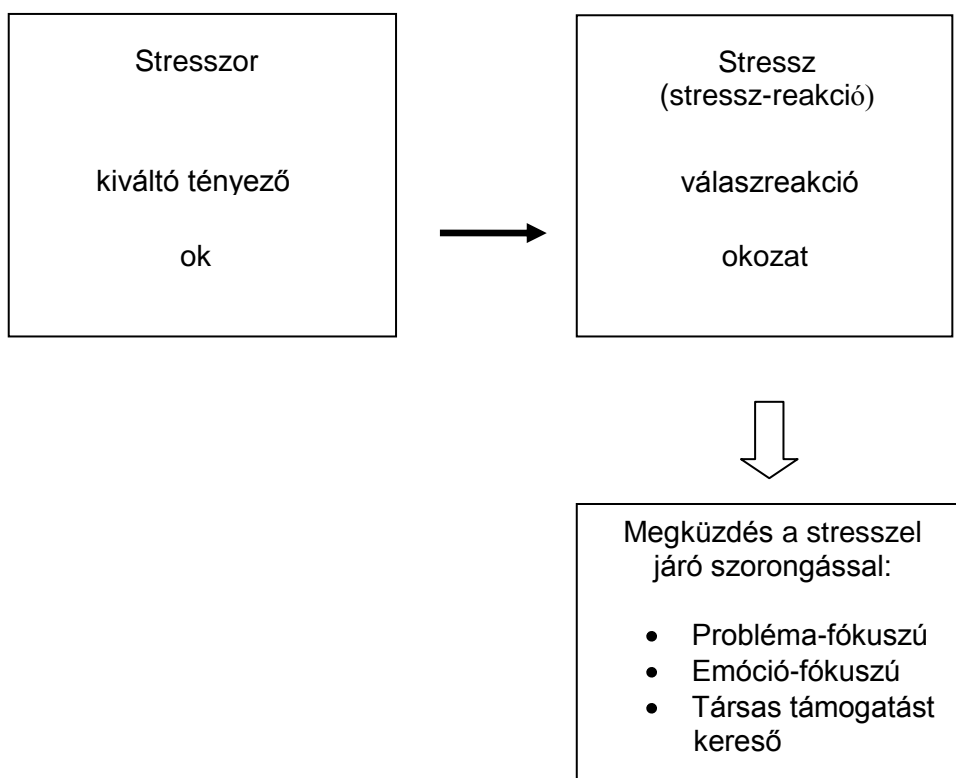 Stresszor
kiváltó tényező
ok
Stressz
(stressz-reakció)
válaszreakció
okozat
Megküzdés a stresszel
járó szorongással:
• Probléma-fókuszú
• Emóció-fókuszú
• Társas támogatást
kereső